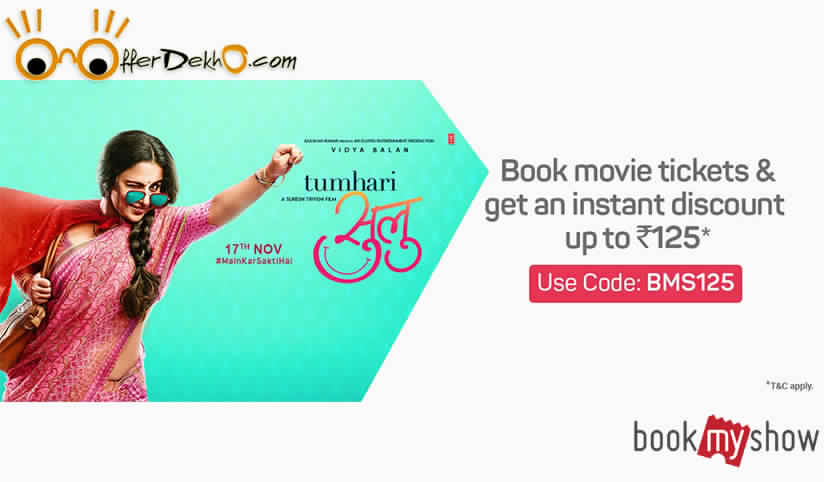 OfferDekhO.com
VIDYA BALAN
tumhari
A SURESH TRIVENI FILM
सुलु
17TH NOV
#MainKarSaktiHai
Book movie tickets &
get an instant discount
up to ₹125*
Use Code: BMS125
*T&C apply.
bookmyshow